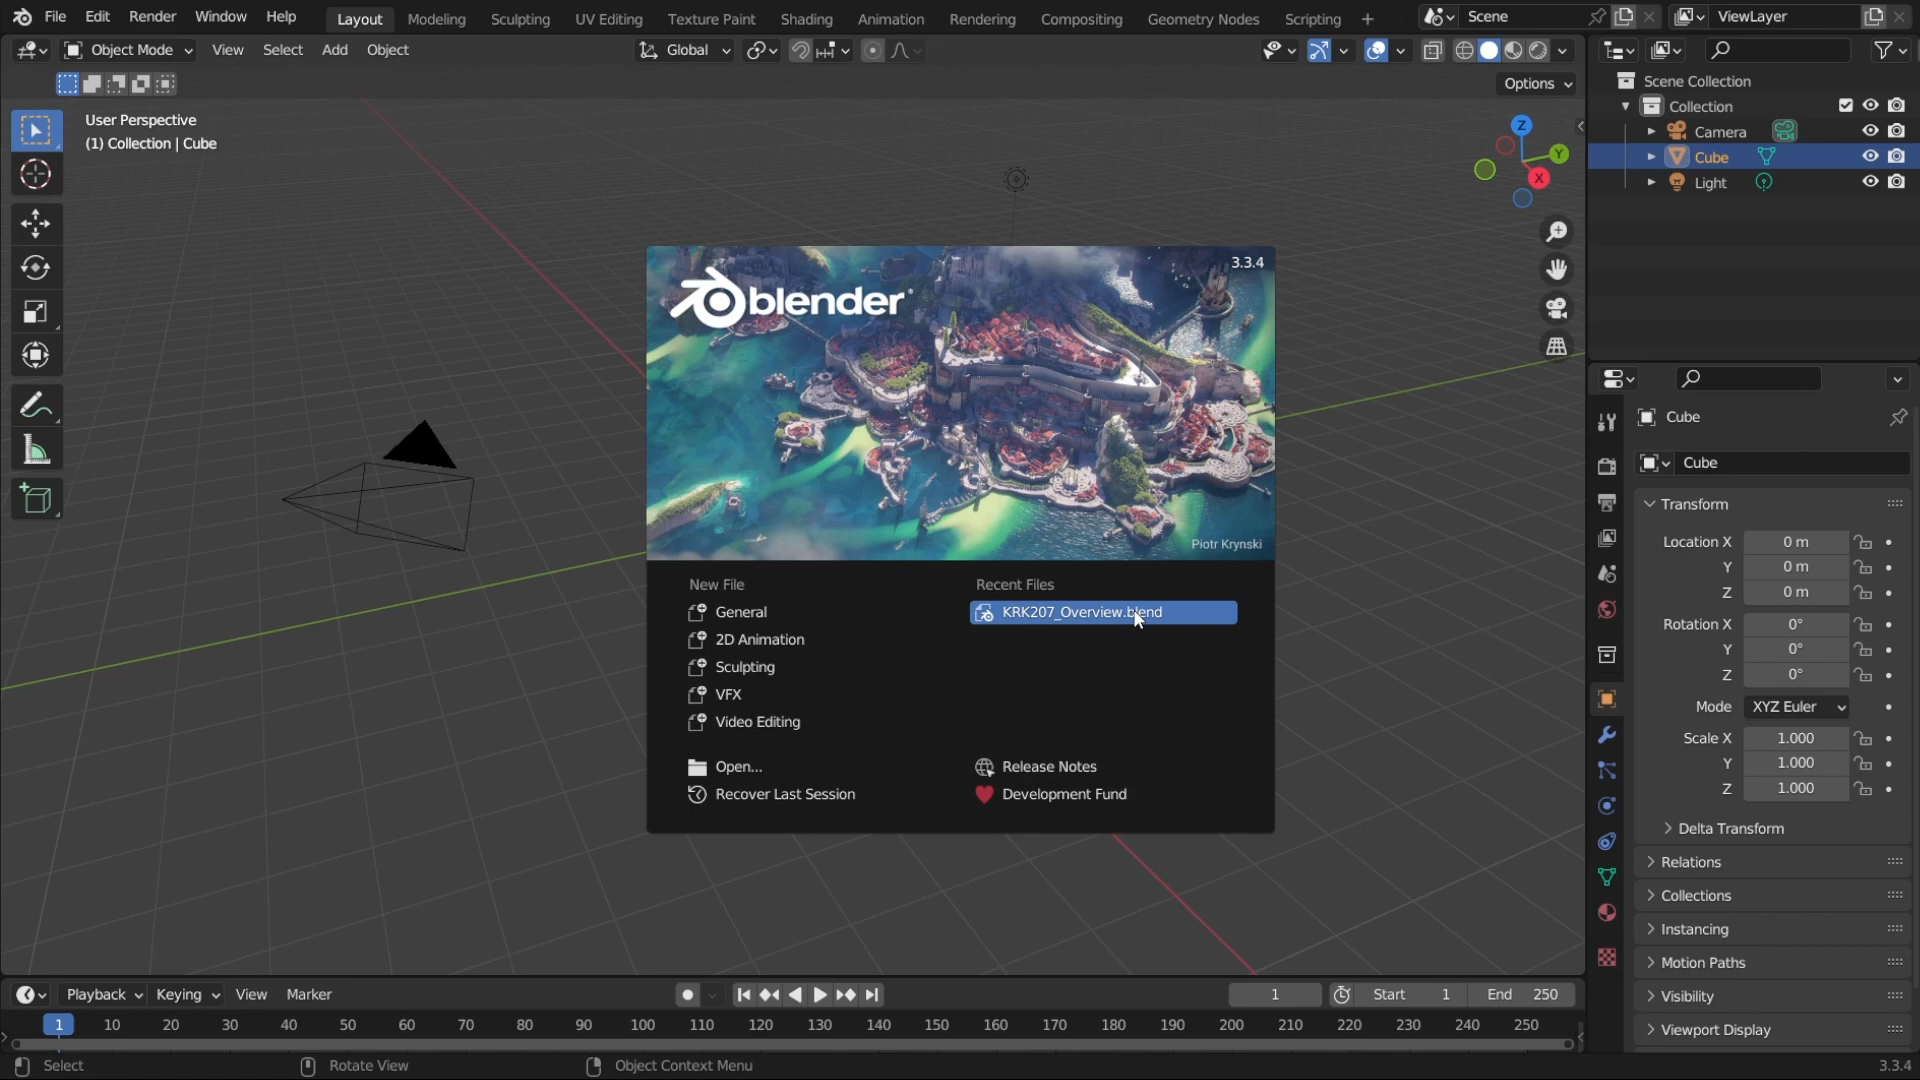 File Edit Render Window Help Layout Modeling Sculpting UV Editing Texture Paint Shading Animation Rendering Compositing Geometry Nodes Scripting + Scene ViewLayer
Object Mode View Select Add Object Global
Options
User Perspective
(1) Collection | Cube
Z
Y
X
Scene Collection
Collection
Camera
Cube
Light
3.3.4
blender
Piotr Krynski
New File
General
2D Animation
Sculpting
VFX
Video Editing
Open...
Recover Last Session
Recent Files
KRK207_Overview.blend
Release Notes
Development Fund
Cube
Cube
Transform
Location X 0 m
Y 0 m
Z 0 m
Rotation X 0°
Y 0°
Z 0°
Mode XYZ Euler
Scale X 1.000
Y 1.000
Z 1.000
Delta Transform
Relations
Collections
Instancing
Motion Paths
Visibility
Viewport Display
Playback Keying View Marker 1 Start 1 End 250
1 10 20 30 40 50 60 70 80 90 100 110 120 130 140 150 160 170 180 190 200 210 220 230 240 250
Select Rotate View Object Context Menu 3.3.4